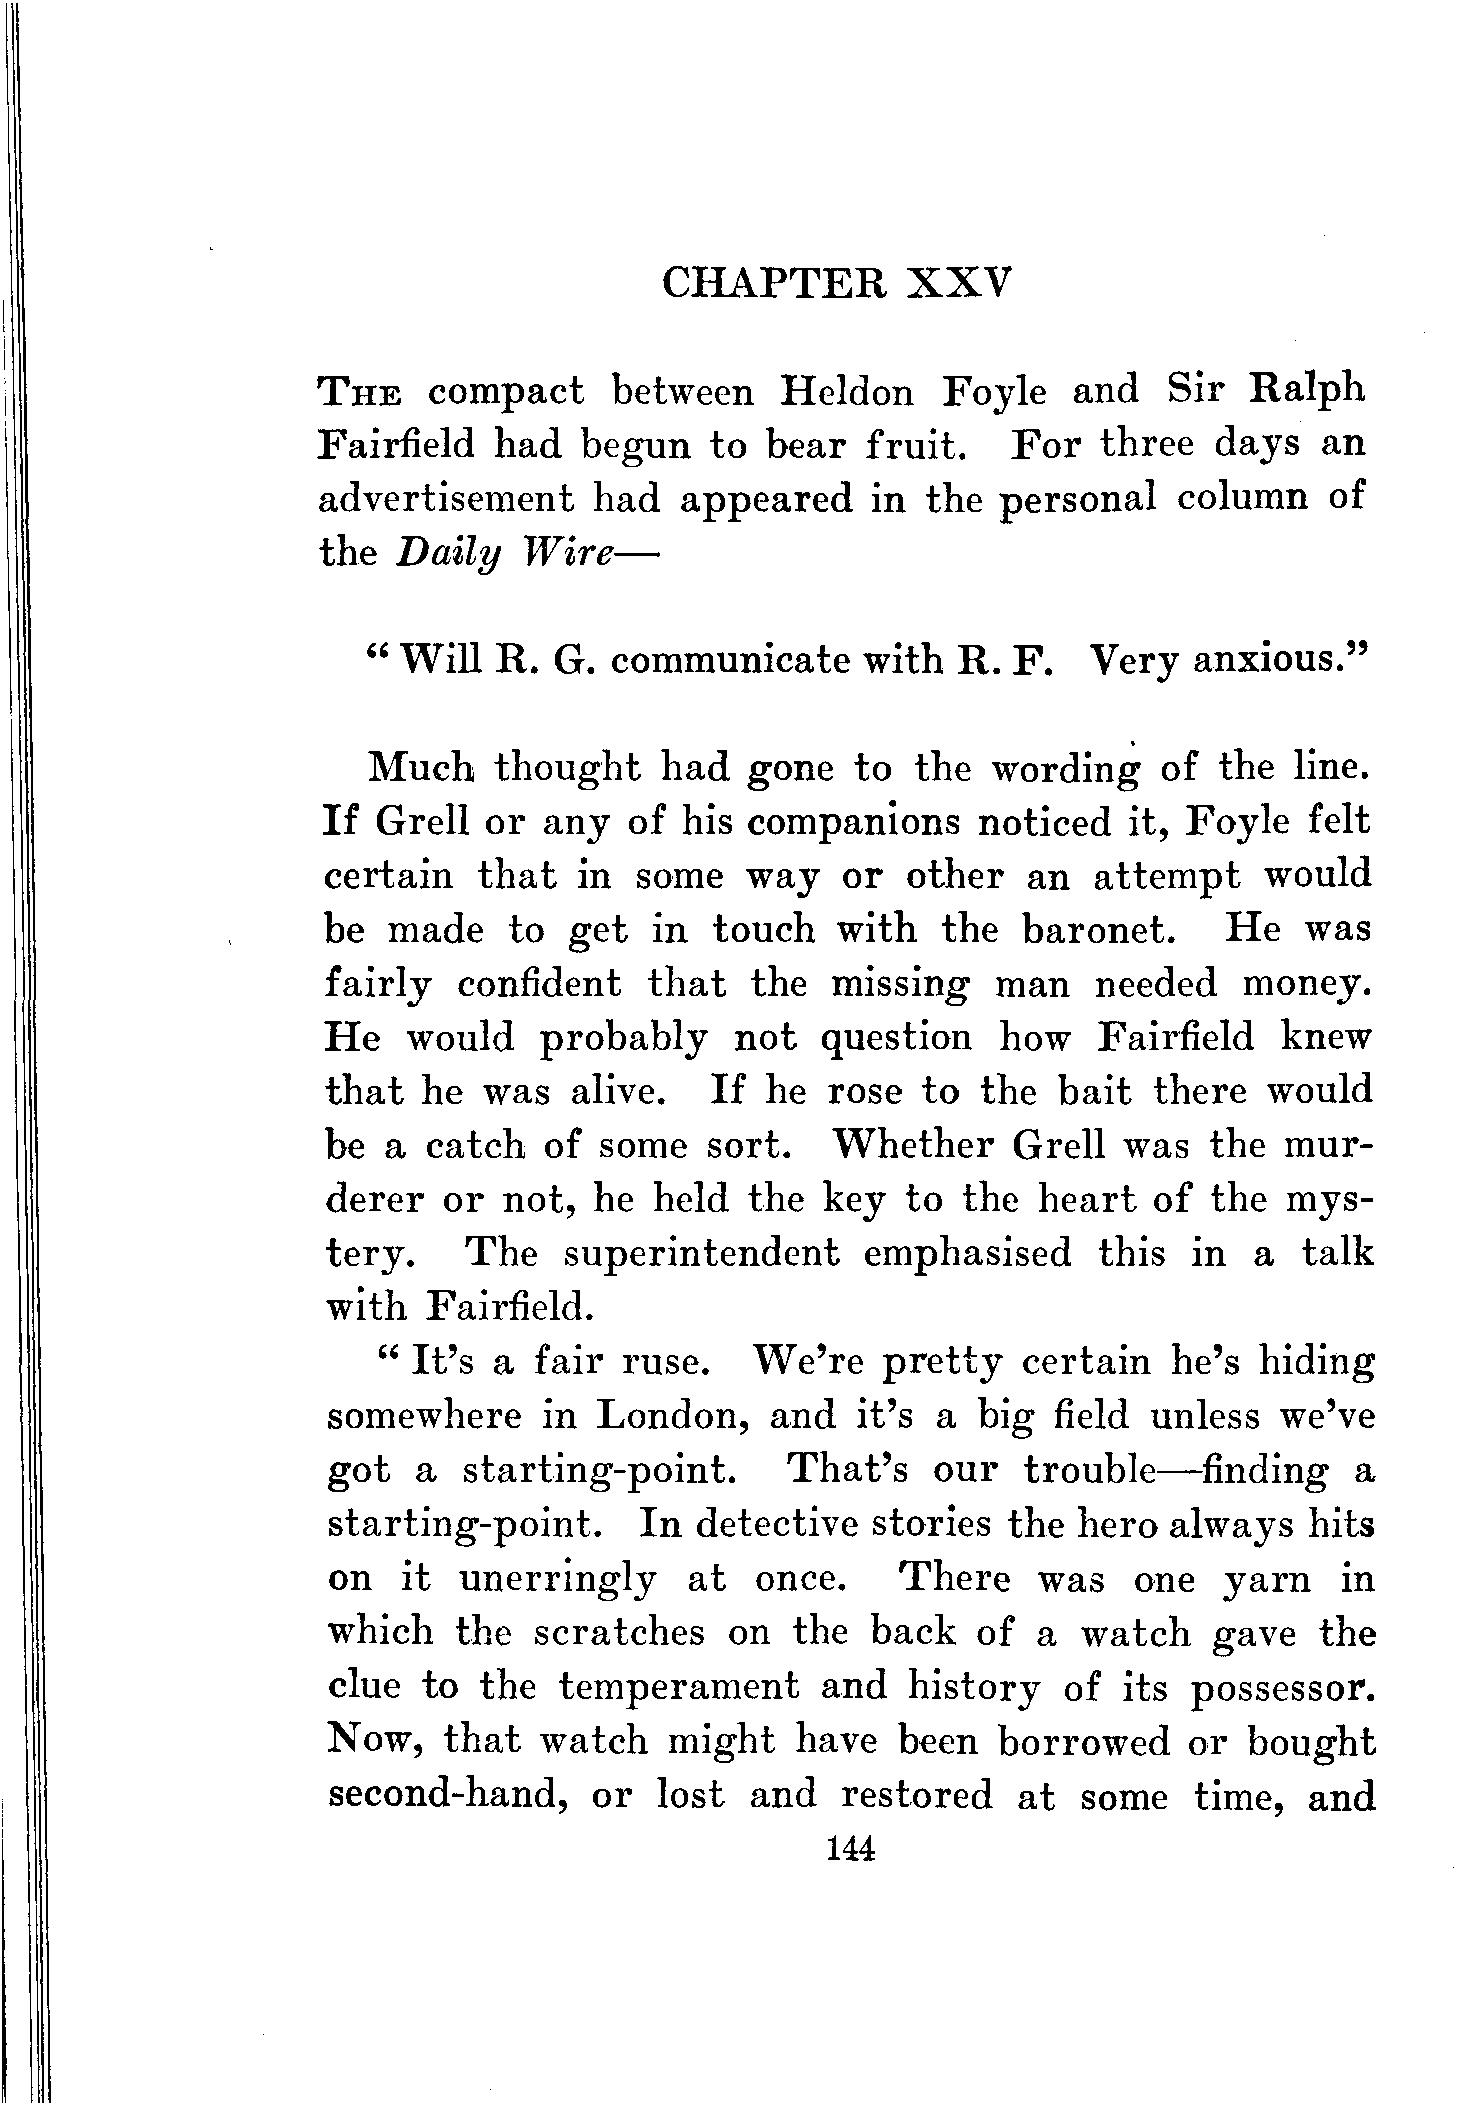 CHAPTER XXV
THE compact between Heldon Foyle and Sir Ralph
Fairfield had begun to bear fruit. For three days an
advertisement had appeared in the personal column of
the Daily Wire—
“ Will R. G. communicate with R. F. Very anxious.”
Much thought had gone to the wording of the line.
If Grell or any of his companions noticed it, Foyle felt
certain that in some way or other an attempt would
be made to get in touch with the baronet. He was
fairly confident that the missing man needed money.
He would probably not question how Fairfield knew
that he was alive. If he rose to the bait there would
be a catch of some sort. Whether Grell was the mur-
derer or not, he held the key to the heart of the mys-
tery. The superintendent emphasised this in a talk
with Fairfield.
“ It’s a fair ruse. We’re pretty certain he’s hiding
somewhere in London, and it’s a big field unless we’ve
got a starting-point. That’s our trouble—finding a
starting-point. In detective stories the hero always hits
on it unerringly at once. There was one yarn in
which the scratches on the back of a watch gave the
clue to the temperament and history of its possessor.
Now, that watch might have been borrowed or bought
second-hand, or lost and restored at some time, and
144